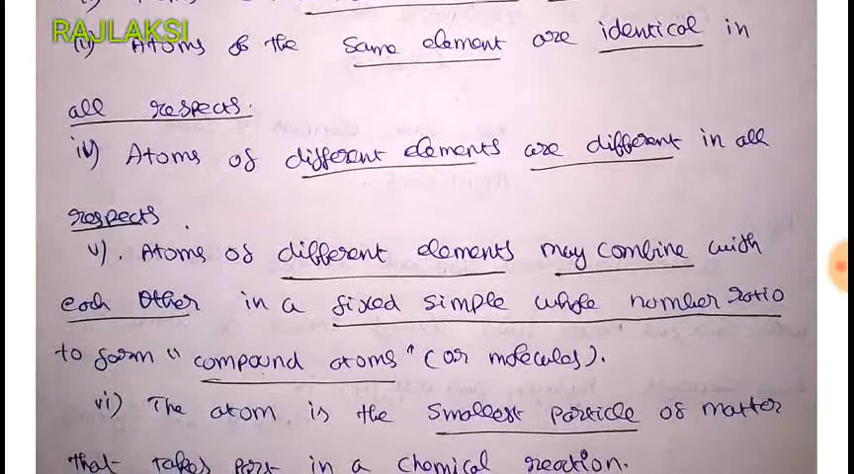 RAJLAKSI
Atoms of the same element are identical in
all respects.
iv) Atoms of different elements are different in all
respects.
v). Atoms of different elements may combine with
each other in a fixed simple whole number ratio
to form "compound atoms" (or molecules).
vi) The atom is the smallest particle of matter
that takes part in a chemical reaction.